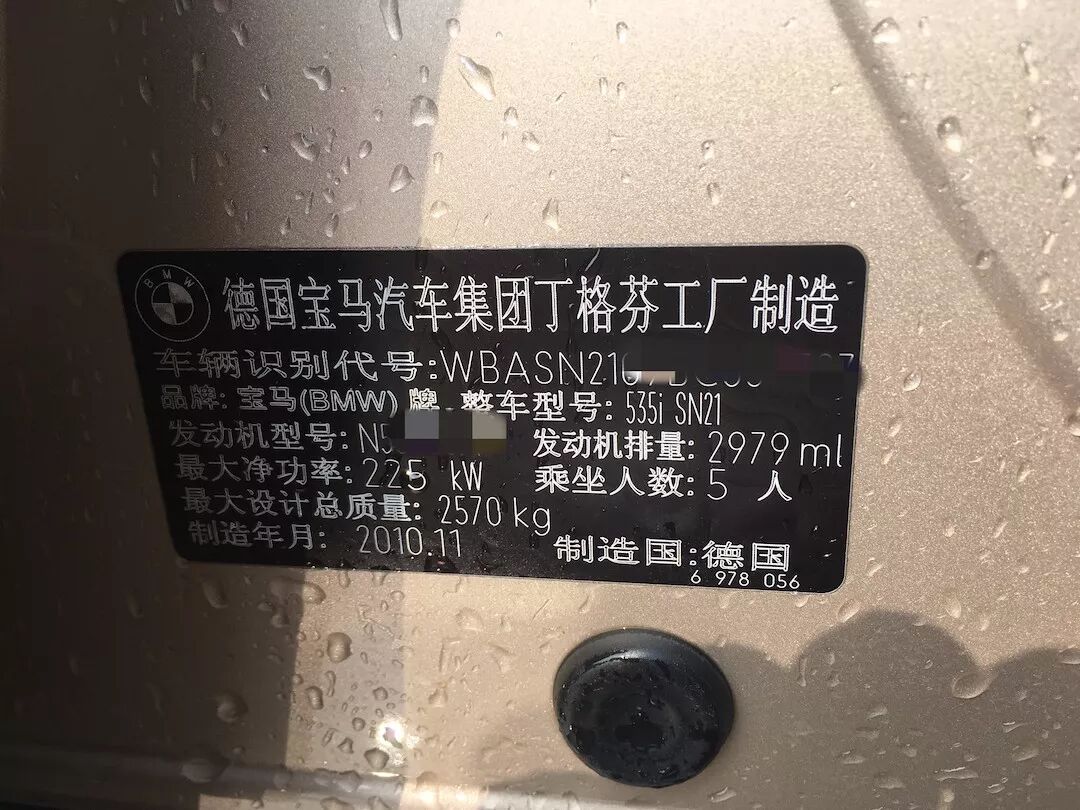 BMW
德国宝马汽车集团丁格芬工厂制造
车辆识别代号:WBASN210
品牌: 宝马(BMW) 牌 整车型号: 535i SN21
发动机型号: N5 发动机排量: 2979 ml
最大净功率: 225 kW 乘坐人数: 5 人
最大设计总质量: 2570 kg
制造年月: 2010.11 制造国:德国
6 978 056